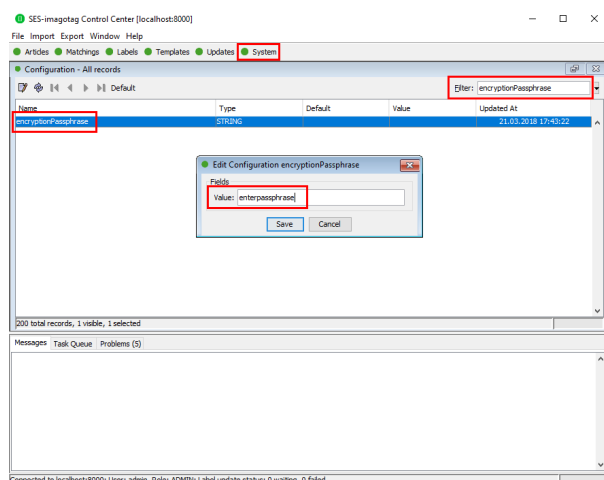 SES-imagotag Control Center [localhost:8000]
File Import Export Window Help
Articles Matchings Labels Templates Updates System
Configuration - All records
Default Filter: encryptionPassphrase
Name Type Default Value Updated At
encryptionPassphrase STRING 21.03.2018 17:43:22
Edit Configuration encryptionPassphrase
Fields
Value: enterpassphrase
Save Cancel
200 total records, 1 visible, 1 selected
Messages Task Queue Problems (5)
Connected to localhost:8000; User: admin, Role: ADMIN; Label update status: 0 waiting, 0 failed